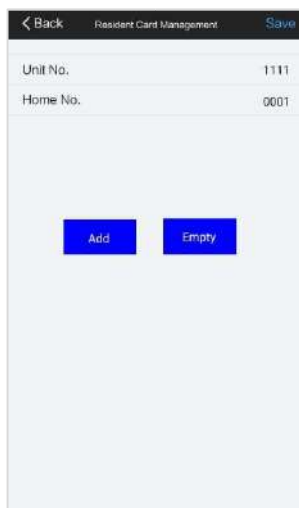 Back Resident Card Management Save
Unit No. 1111
Home No. 0001
Add Empty